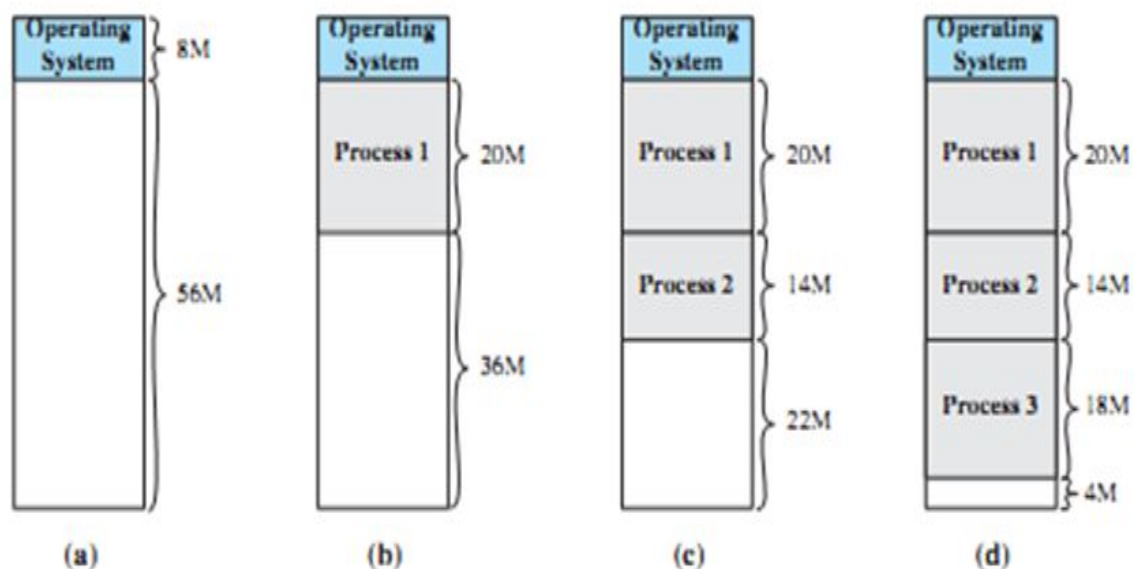 Operating
System
8M
56M
(a)
Operating
System
Process 1
20M
36M
(b)
Operating
System
Process 1
20M
Process 2
14M
22M
(c)
Operating
System
Process 1
20M
Process 2
14M
Process 3
18M
4M
(d)